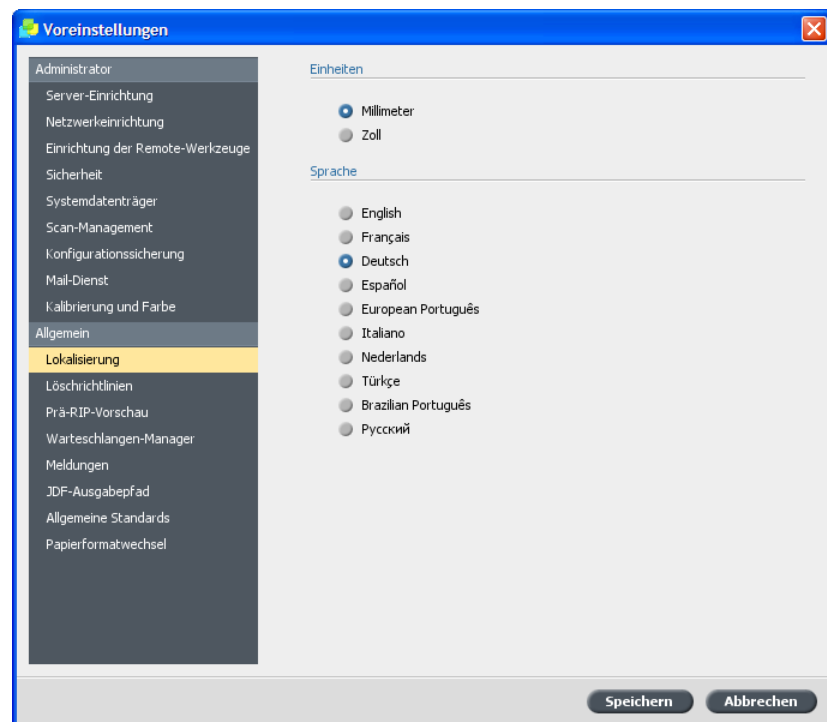 Voreinstellungen
Administrator
Server-Einrichtung
Netzwerkeinrichtung
Einrichtung der Remote-Werkzeuge
Sicherheit
Systemdatenträger
Scan-Management
Konfigurationssicherung
Mail-Dienst
Kalibrierung und Farbe
Allgemein
Lokalisierung
Löschrichtlinien
Prä-RIP-Vorschau
Warteschlangen-Manager
Meldungen
JDF-Ausgabepfad
Allgemeine Standards
Papierformatwechsel
Einheiten
Millimeter
Zoll
Sprache
English
Français
Deutsch
Español
European Português
Italiano
Nederlands
Türkçe
Brazilian Português
Русский
Speichern
Abbrechen